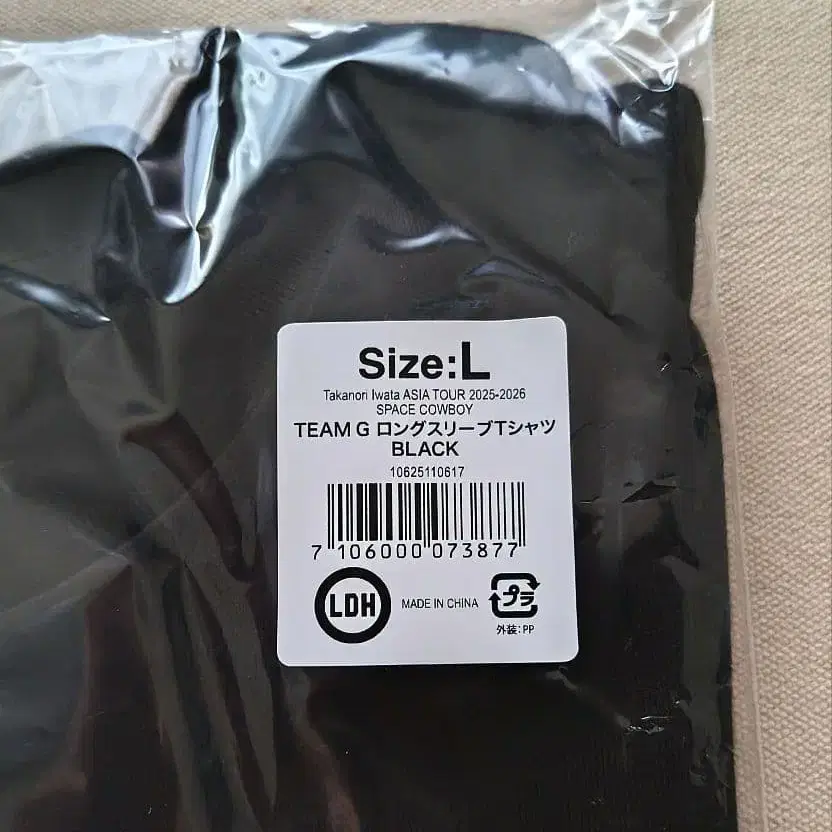 Size:L
Takanori Iwata ASIA TOUR 2025-2026
SPACE COWBOY
TEAM G ロングスリーブTシャツ
BLACK
10625110617
7 106000 073877
LDH
MADE IN CHINA
プラ
外装:PP